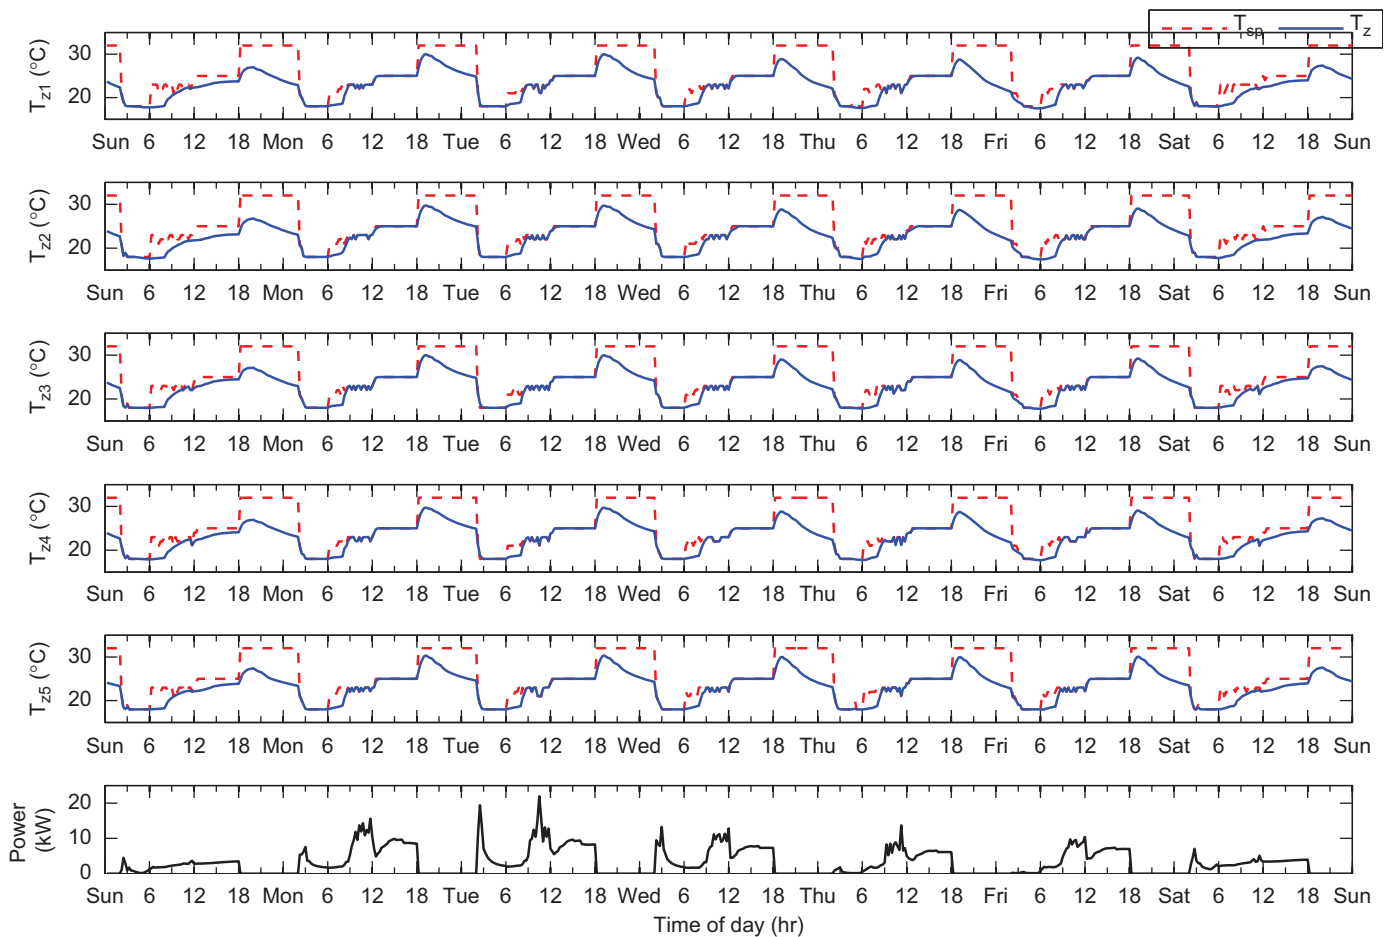 T_sp T_z
T_z1 (°C)
30
20
Sun 6 12 18 Mon 6 12 18 Tue 6 12 18 Wed 6 12 18 Thu 6 12 18 Fri 6 12 18 Sat 6 12 18 Sun
T_z2 (°C)
30
20
Sun 6 12 18 Mon 6 12 18 Tue 6 12 18 Wed 6 12 18 Thu 6 12 18 Fri 6 12 18 Sat 6 12 18 Sun
T_z3 (°C)
30
20
Sun 6 12 18 Mon 6 12 18 Tue 6 12 18 Wed 6 12 18 Thu 6 12 18 Fri 6 12 18 Sat 6 12 18 Sun
T_z4 (°C)
30
20
Sun 6 12 18 Mon 6 12 18 Tue 6 12 18 Wed 6 12 18 Thu 6 12 18 Fri 6 12 18 Sat 6 12 18 Sun
T_z5 (°C)
30
20
Sun 6 12 18 Mon 6 12 18 Tue 6 12 18 Wed 6 12 18 Thu 6 12 18 Fri 6 12 18 Sat 6 12 18 Sun
Power
(kW)
20
10
0
Sun 6 12 18 Mon 6 12 18 Tue 6 12 18 Wed 6 12 18 Thu 6 12 18 Fri 6 12 18 Sat 6 12 18 Sun
Time of day (hr)